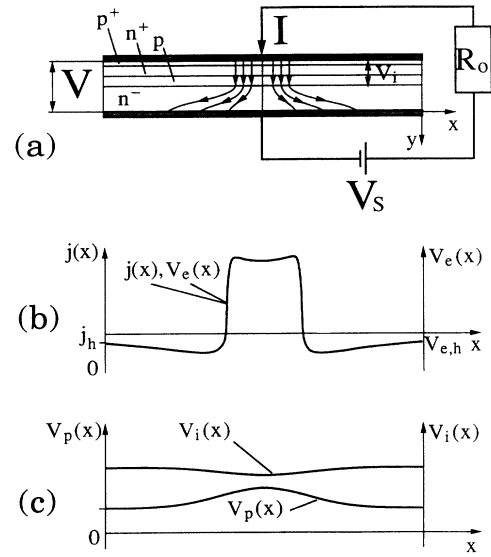 p+ n+ p
I
V
n−
Vi
Ro
x
y
(a)
VS
j(x)
Ve(x)
j(x),Ve(x)
(b)
jh
0
x
Ve,h
Vp(x)
Vi(x)
Vi(x)
(c)
Vp(x)
0
x